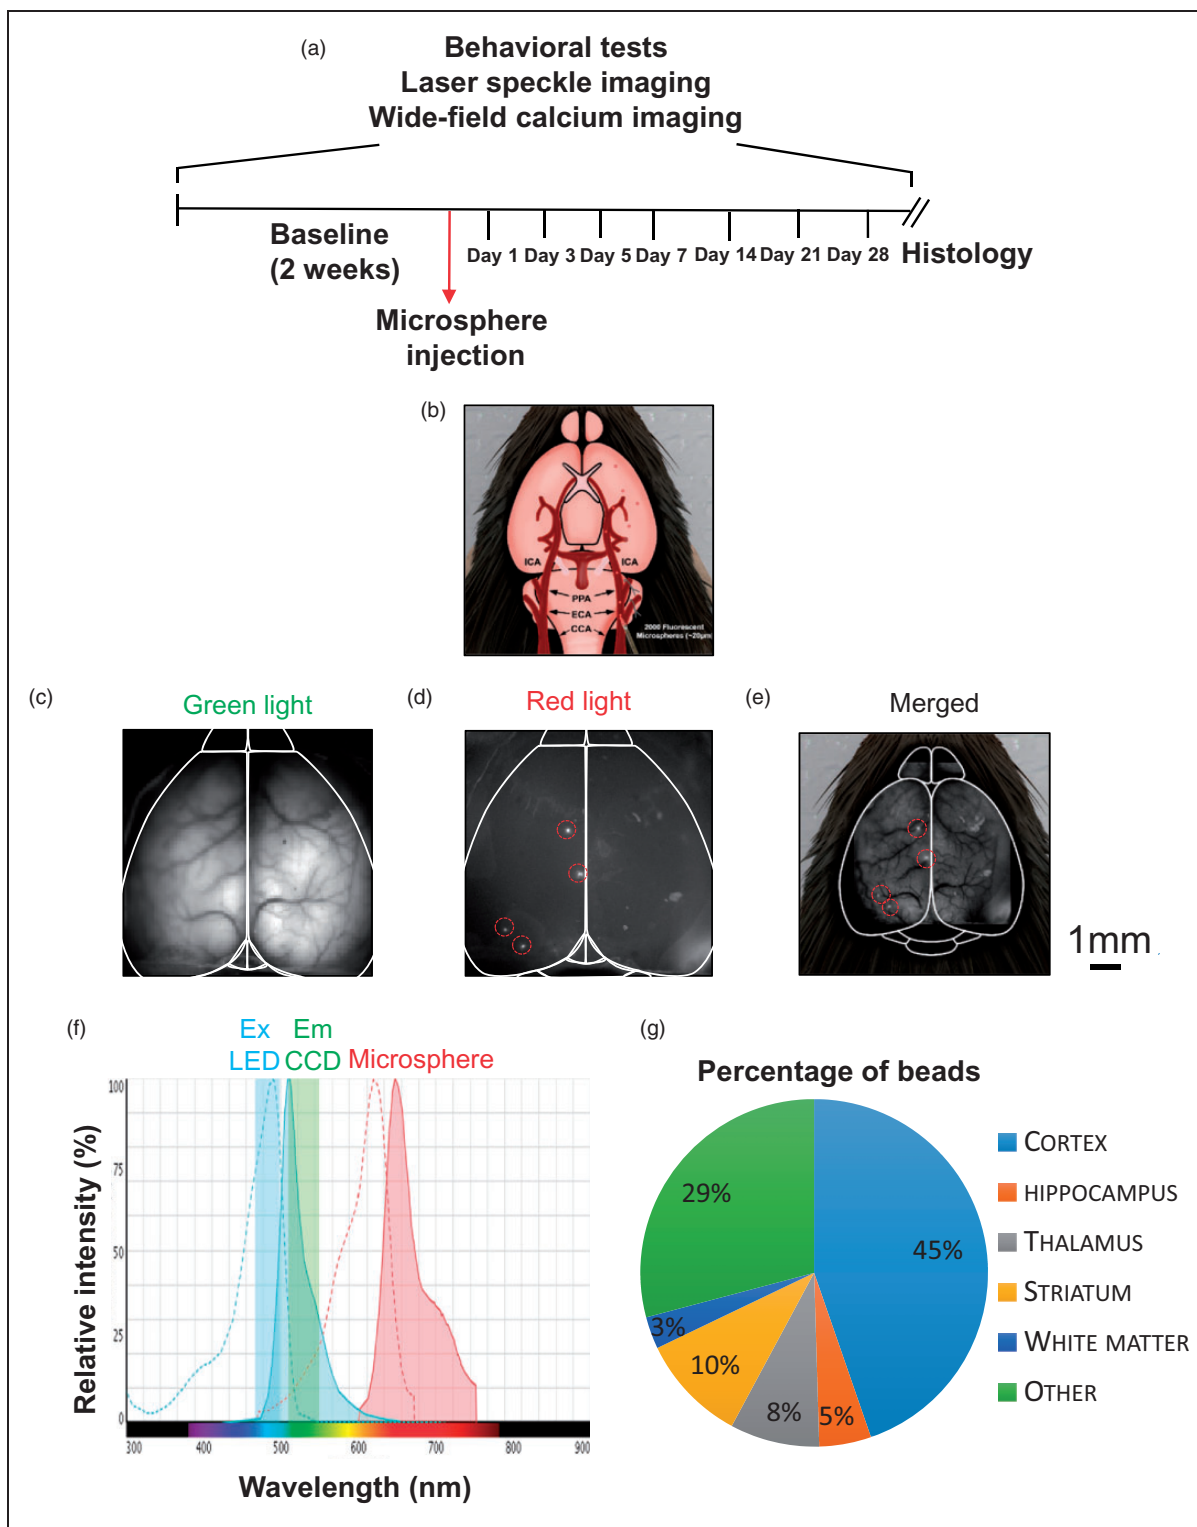 (a)
Behavioral tests
Laser speckle imaging
Wide-field calcium imaging
Baseline
(2 weeks)
Day 1 Day 3 Day 5 Day 7 Day 14 Day 21 Day 28
Histology
Microsphere
injection
(b)
ICA ICA
PPA
ECA
CCA
2000 Fluorescent
Microspheres (~20µm)
(c)
Green light
(d)
Red light
(e)
Merged
1mm
(f)
Ex Em
LED CCD Microsphere
Relative intensity (%)
100
75
50
25
0
300 400 500 600 700 800 900
Wavelength (nm)
(g)
Percentage of beads
29%
45%
3%
10%
8%
5%
CORTEX
HIPPOCAMPUS
THALAMUS
STRIATUM
WHITE MATTER
OTHER